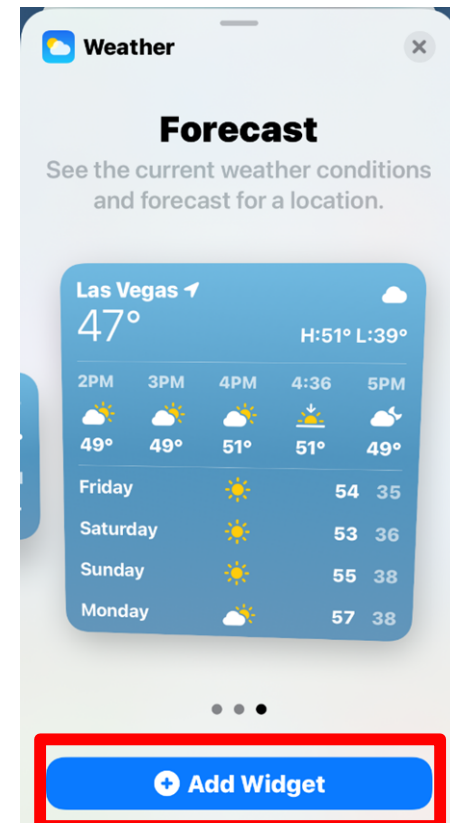 Weather
Forecast
See the current weather conditions
and forecast for a location.
Las Vegas
47°
H:51° L:39°
2PM 3PM 4PM 4:36 5PM
49° 49° 51° 51° 49°
Friday 54 35
Saturday 53 36
Sunday 55 38
Monday 57 38
Add Widget